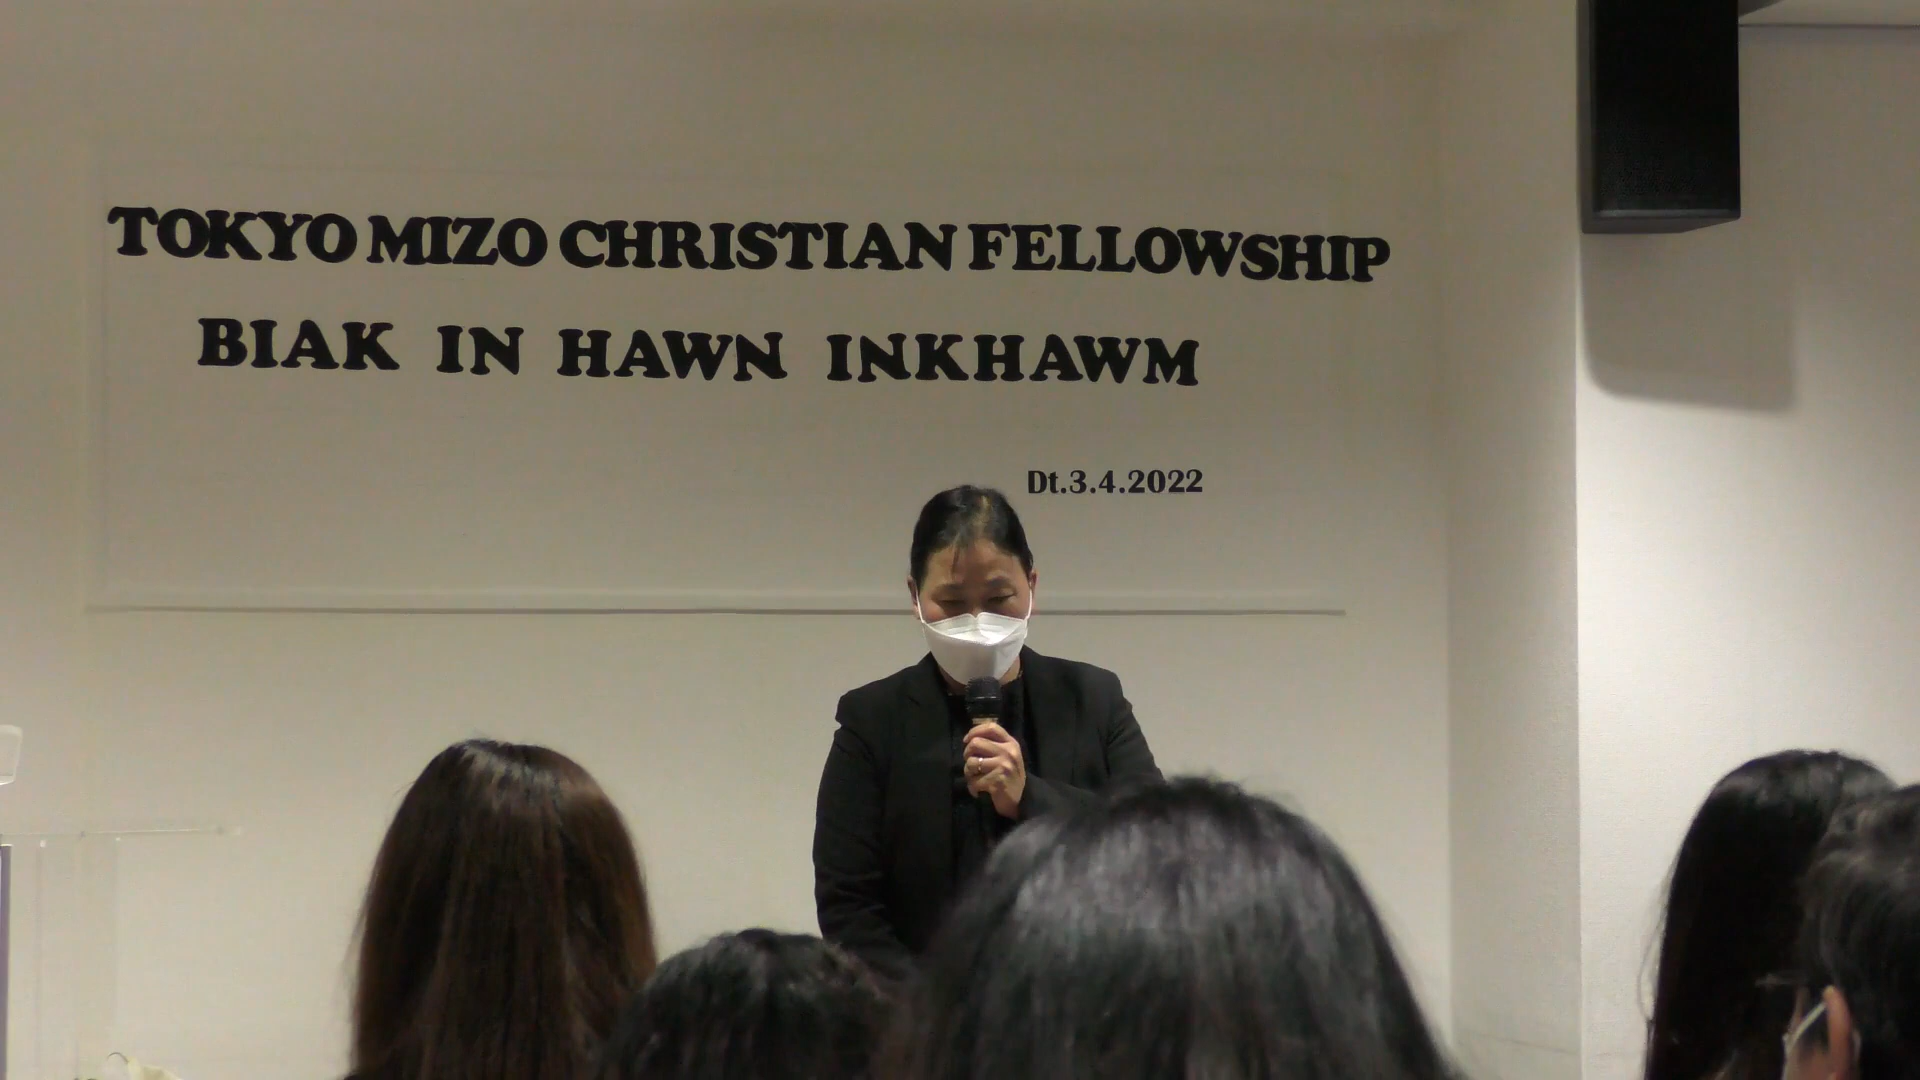 TOKYO MIZO CHRISTIAN FELLOWSHIP
BIAK IN HAWN INKHAWM
Dt.3.4.2022